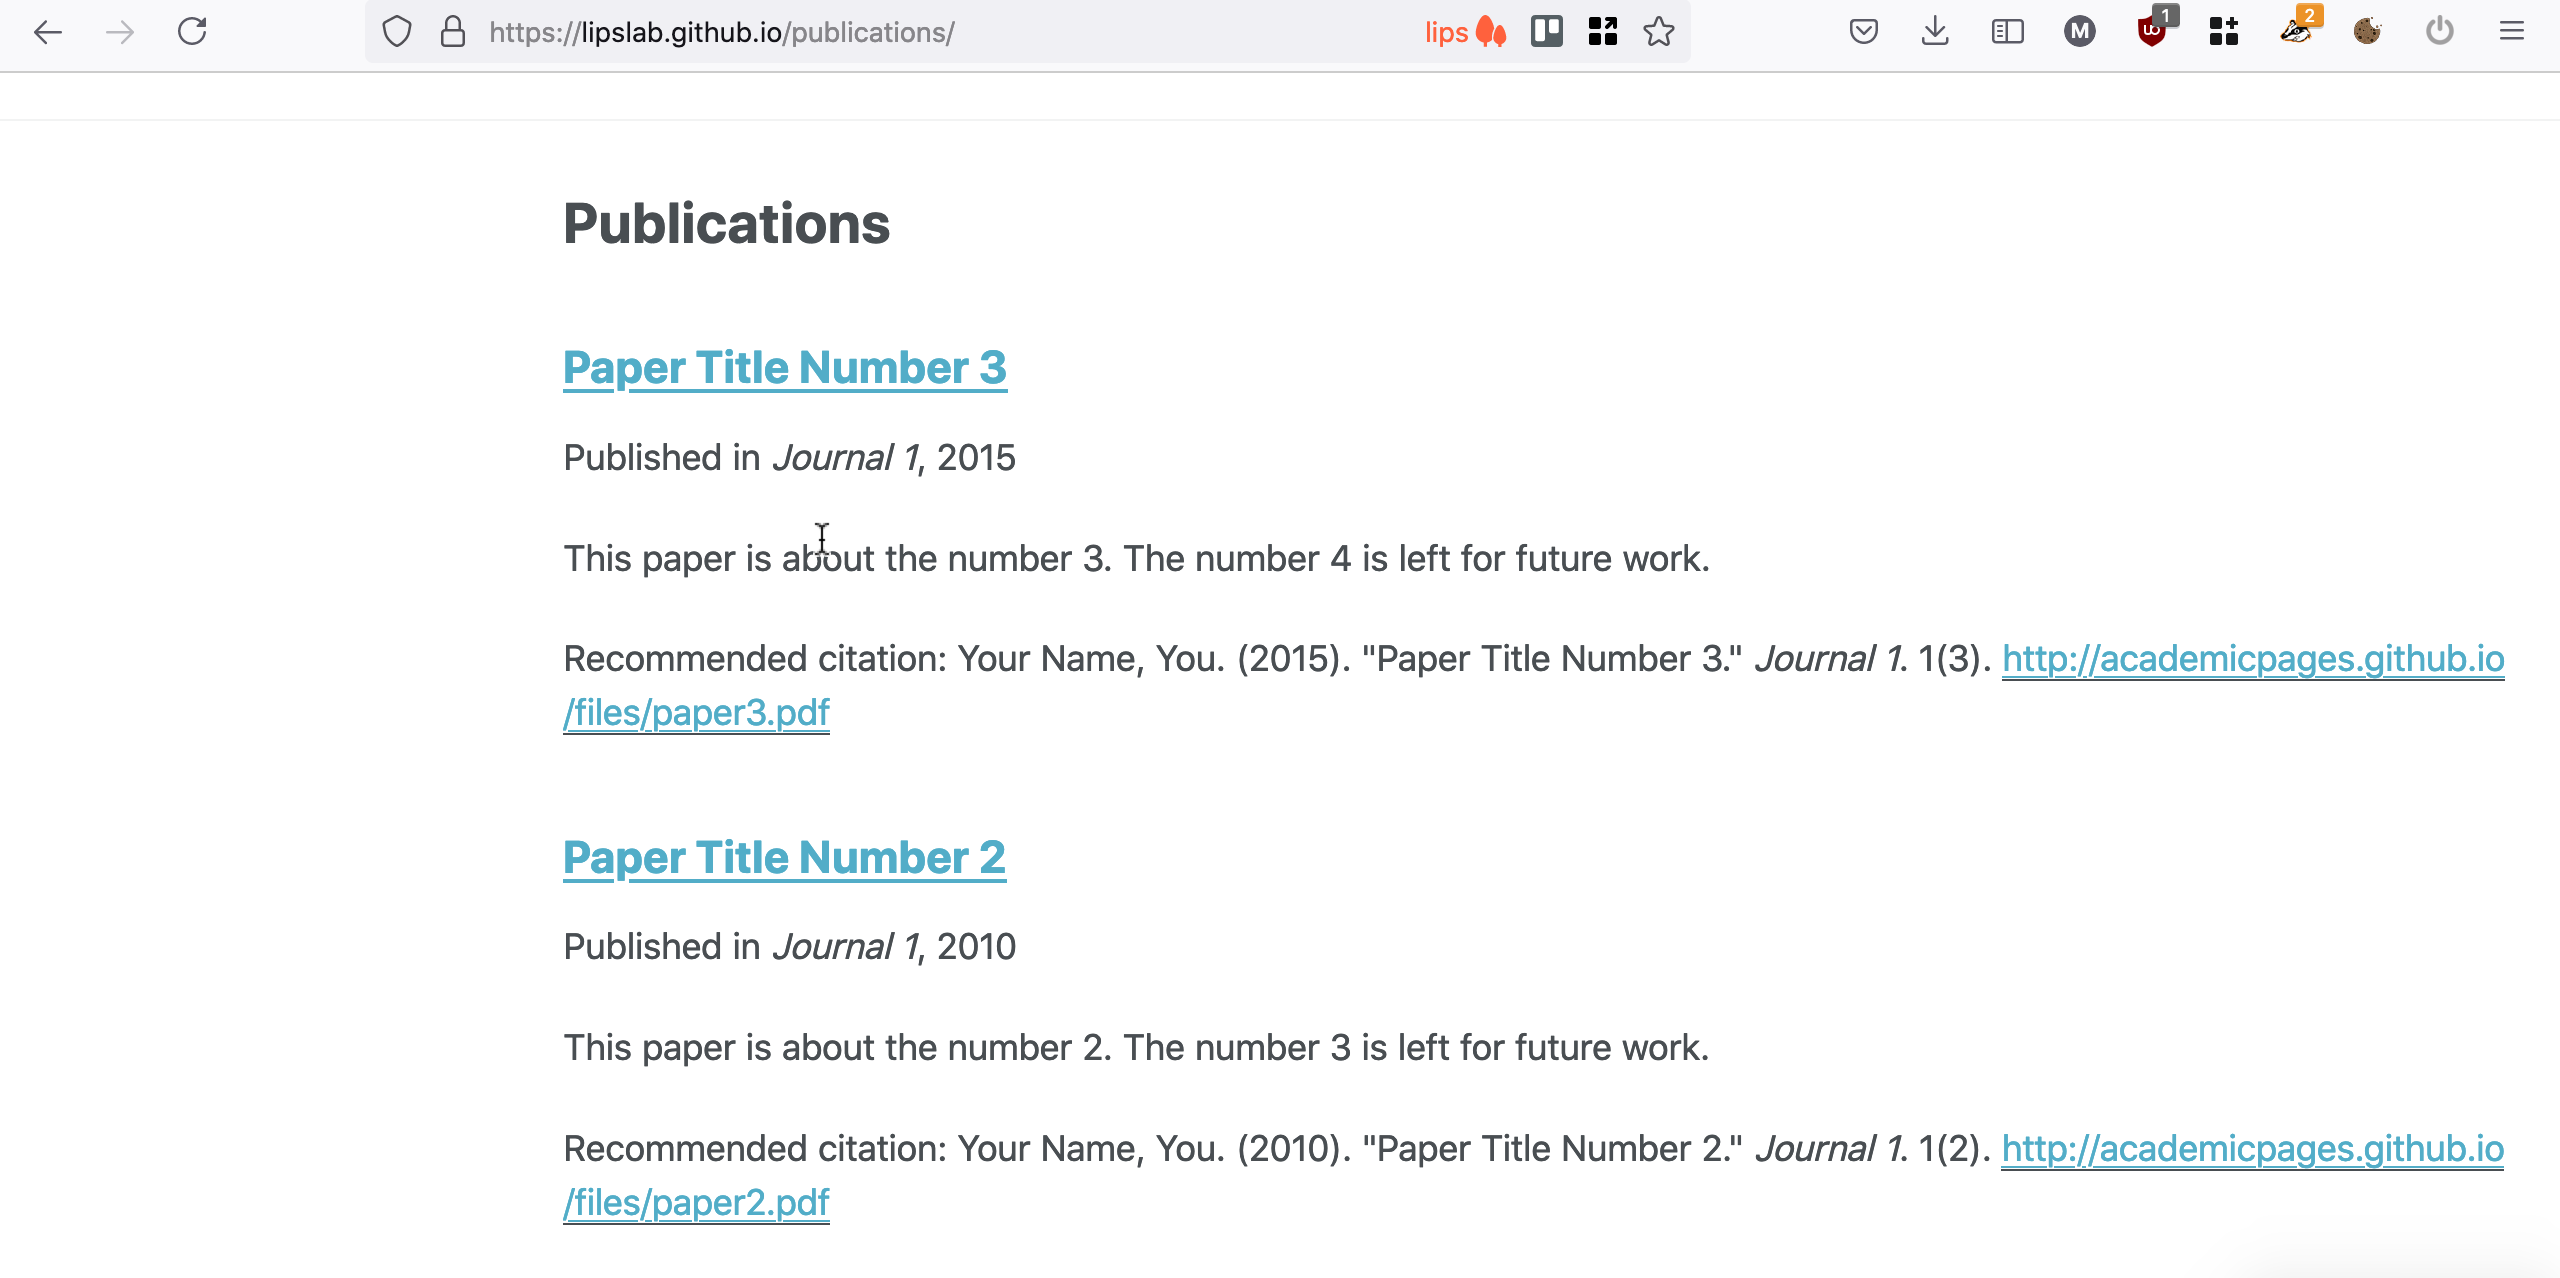 https://lipslab.github.io/publications/
lips
M
1
2
Publications
Paper Title Number 3
Published in Journal 1, 2015
This paper is about the number 3. The number 4 is left for future work.
Recommended citation: Your Name, You. (2015). "Paper Title Number 3." Journal 1. 1(3). http://academicpages.github.io
/files/paper3.pdf
Paper Title Number 2
Published in Journal 1, 2010
This paper is about the number 2. The number 3 is left for future work.
Recommended citation: Your Name, You. (2010). "Paper Title Number 2." Journal 1. 1(2). http://academicpages.github.io
/files/paper2.pdf